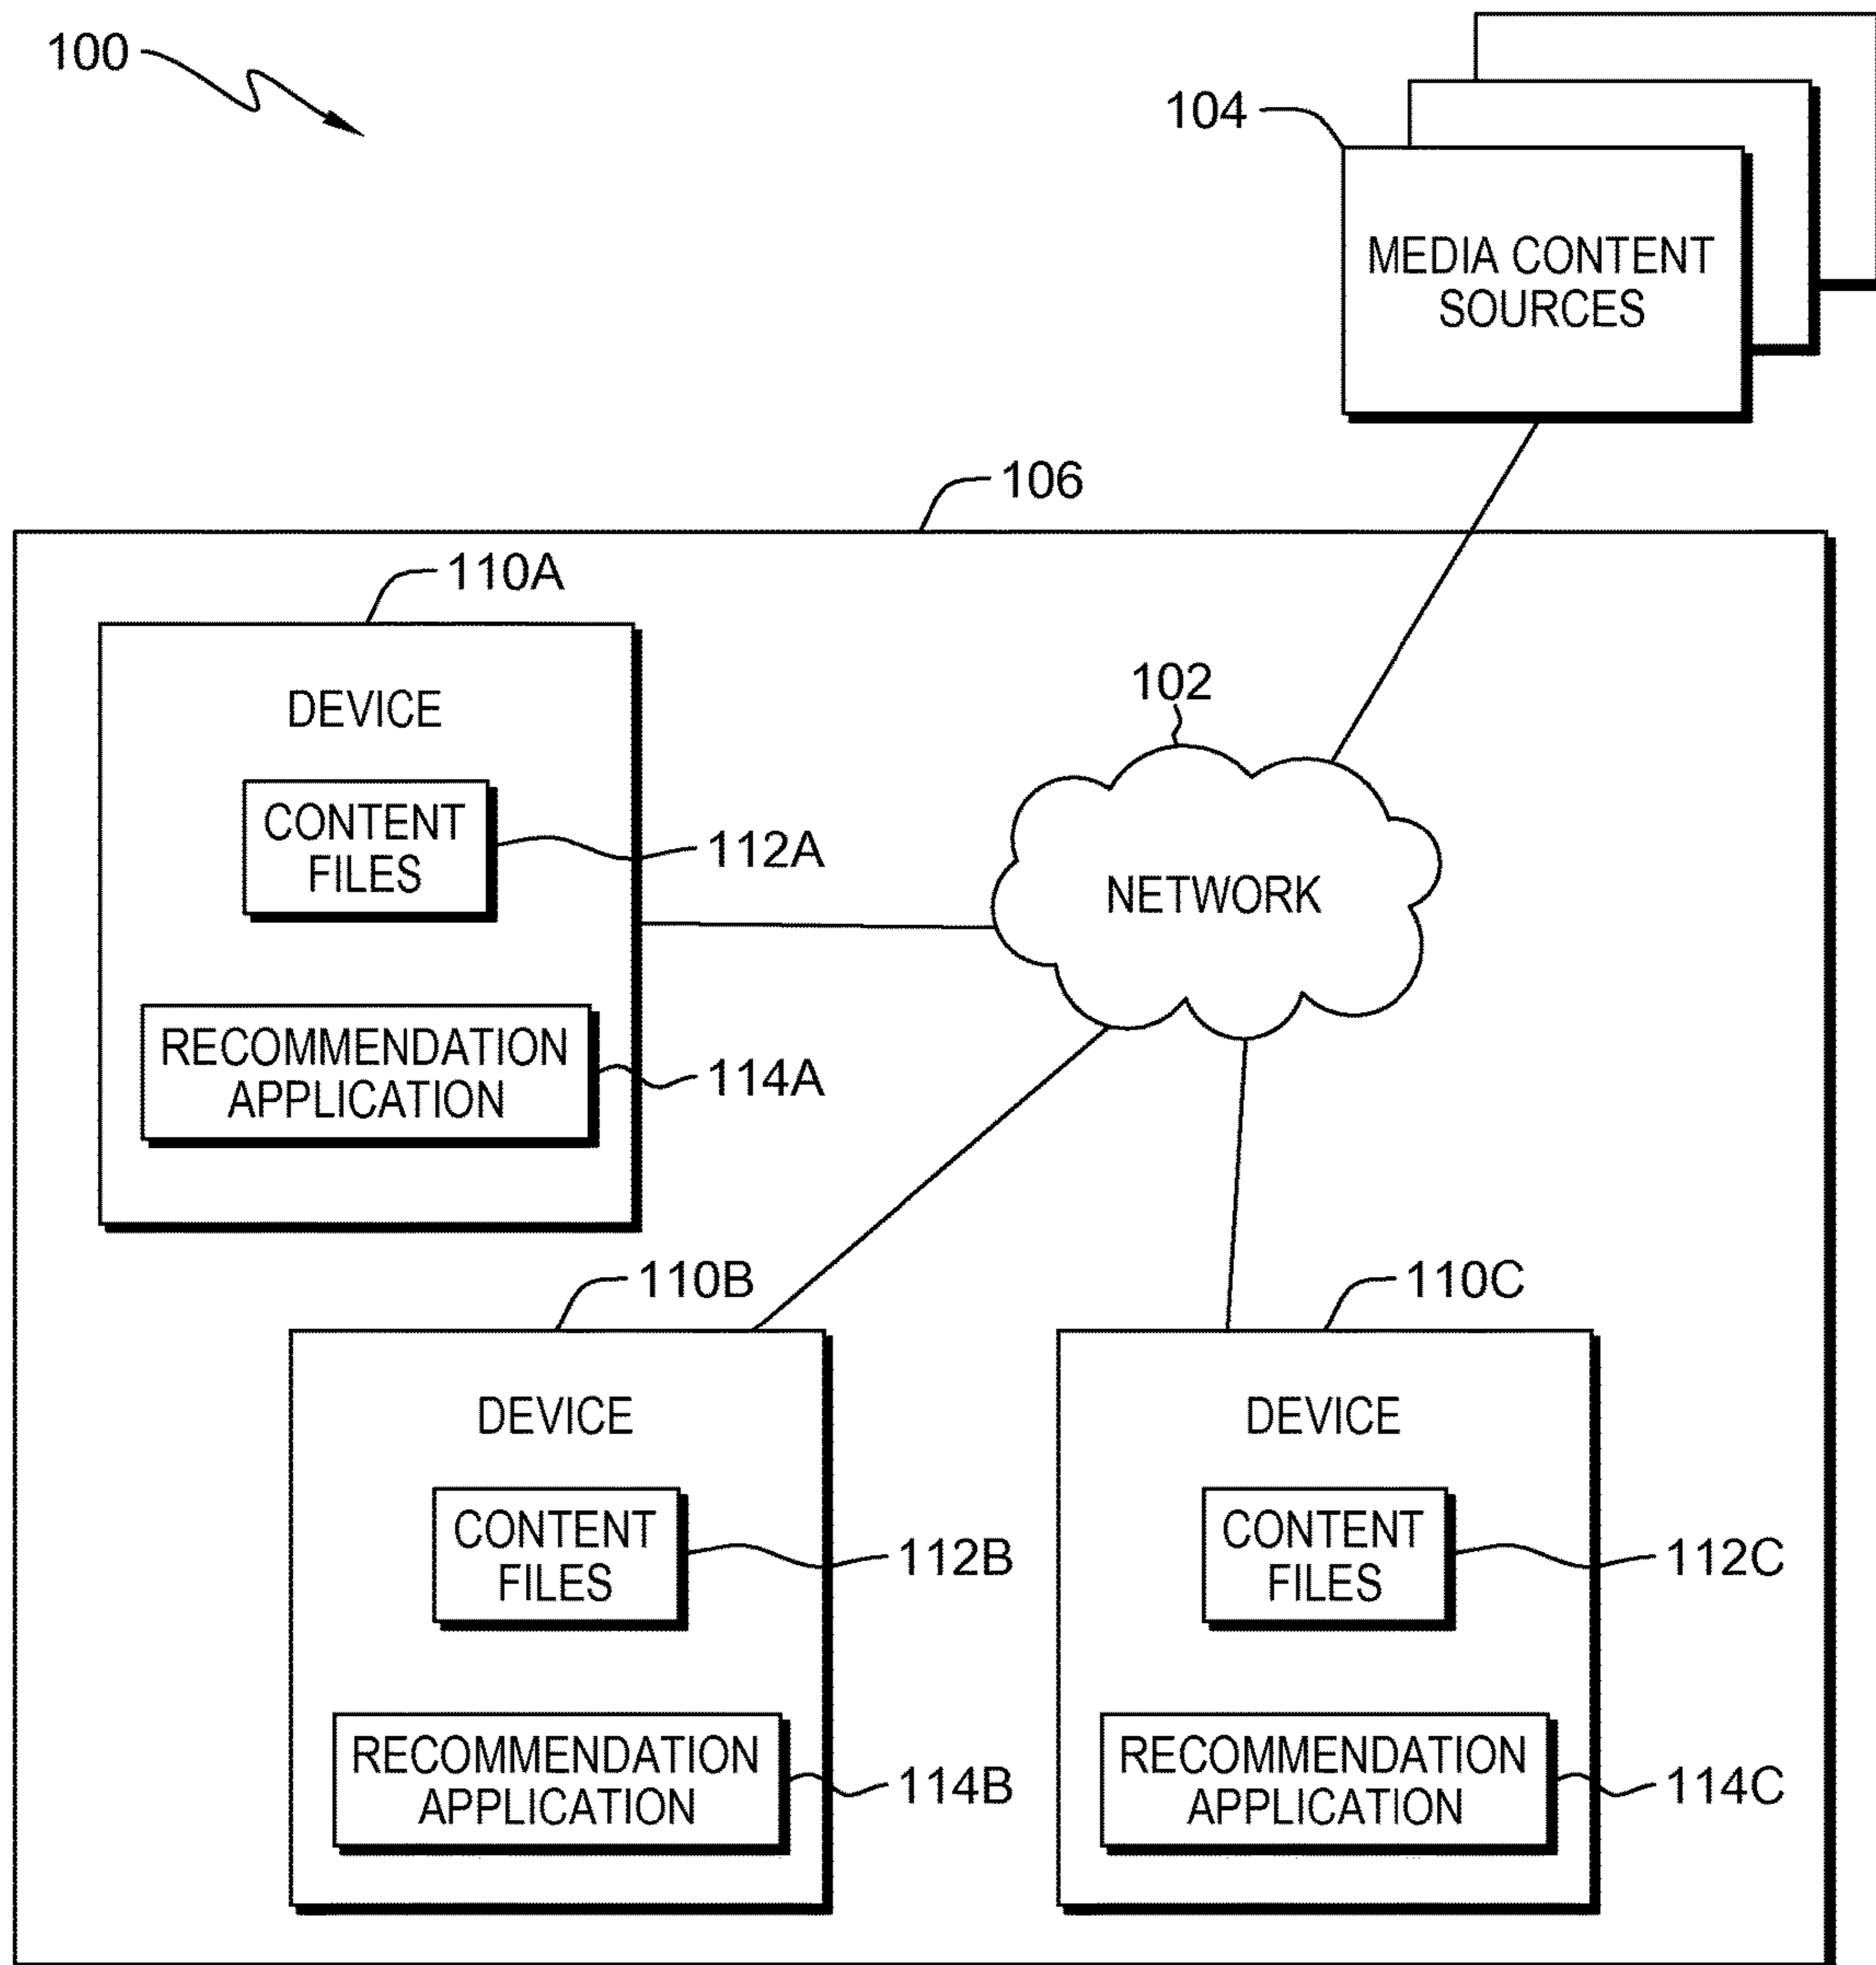 100
104
MEDIA CONTENT
SOURCES
106
110A
DEVICE
CONTENT
FILES
112A
RECOMMENDATION
APPLICATION
114A
102
NETWORK
110B
DEVICE
CONTENT
FILES
112B
RECOMMENDATION
APPLICATION
114B
110C
DEVICE
CONTENT
FILES
112C
RECOMMENDATION
APPLICATION
114C